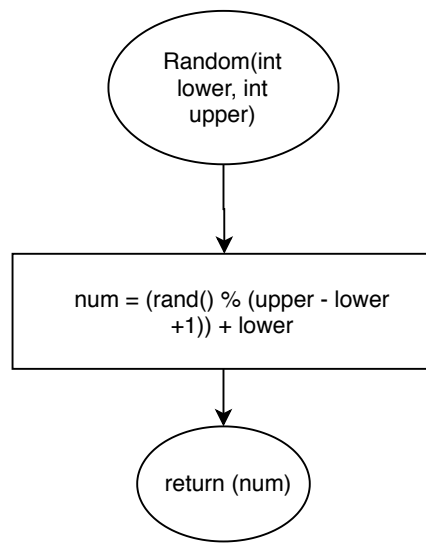 Random(int
lower, int
upper)
num = (rand() % (upper - lower
+1)) + lower
return (num)